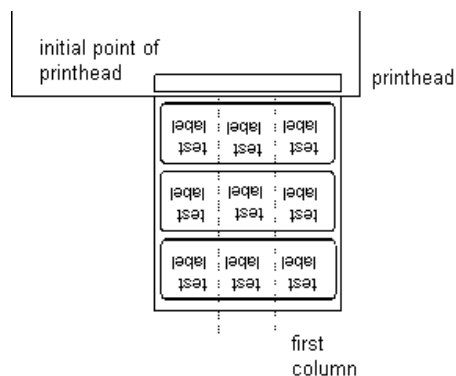 initial point of
printhead
printhead
test test test
label label label
test test test
label label label
test test test
label label label
first
column